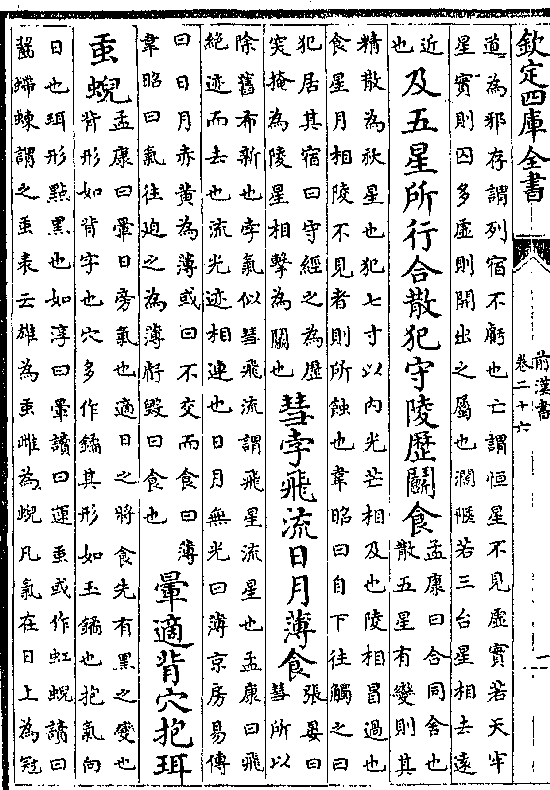 欽定四庫全書
前漢書
卷二十六
一
道為邪存謂列宿不虧也亡謂恒星不見虛實若天牢
星實則囚多虛則開出之屬也濶陿若三台星相去遠
近
也
及五星所行合散犯守陵歷鬭食
孟康曰合同舍也
散五星有變則其
精散為祅星也犯七寸以內光芒相及也陵相冒過也
食星月相陵不見者則所蝕也韋昭曰自下往觸之曰
犯居其宿曰守經之為歷
突掩為陵星相擊為鬭也
彗孛飛流日月薄食
張晏曰
彗所以
除舊布新也孛氣似彗飛流謂飛星流星也孟康曰飛
絕迹而去也流光迹相連也日月無光曰薄京房易傳
曰日月赤黃為薄或曰不交而食曰薄
韋昭曰氣往迫之為薄虧毀曰食也
暈適背穴抱珥
䖝蜺
孟康曰暈日旁氣也適日之將食先有黑之變也
背形如背字也穴多作鐍其形如玉鐍也抱氣向
日也珥形點黑也如淳曰暈讀曰運䖝或作虹蜺讀曰
齧螮蝀謂之䖝表云雄為䖝雌為蜺凡氣在日上為冠